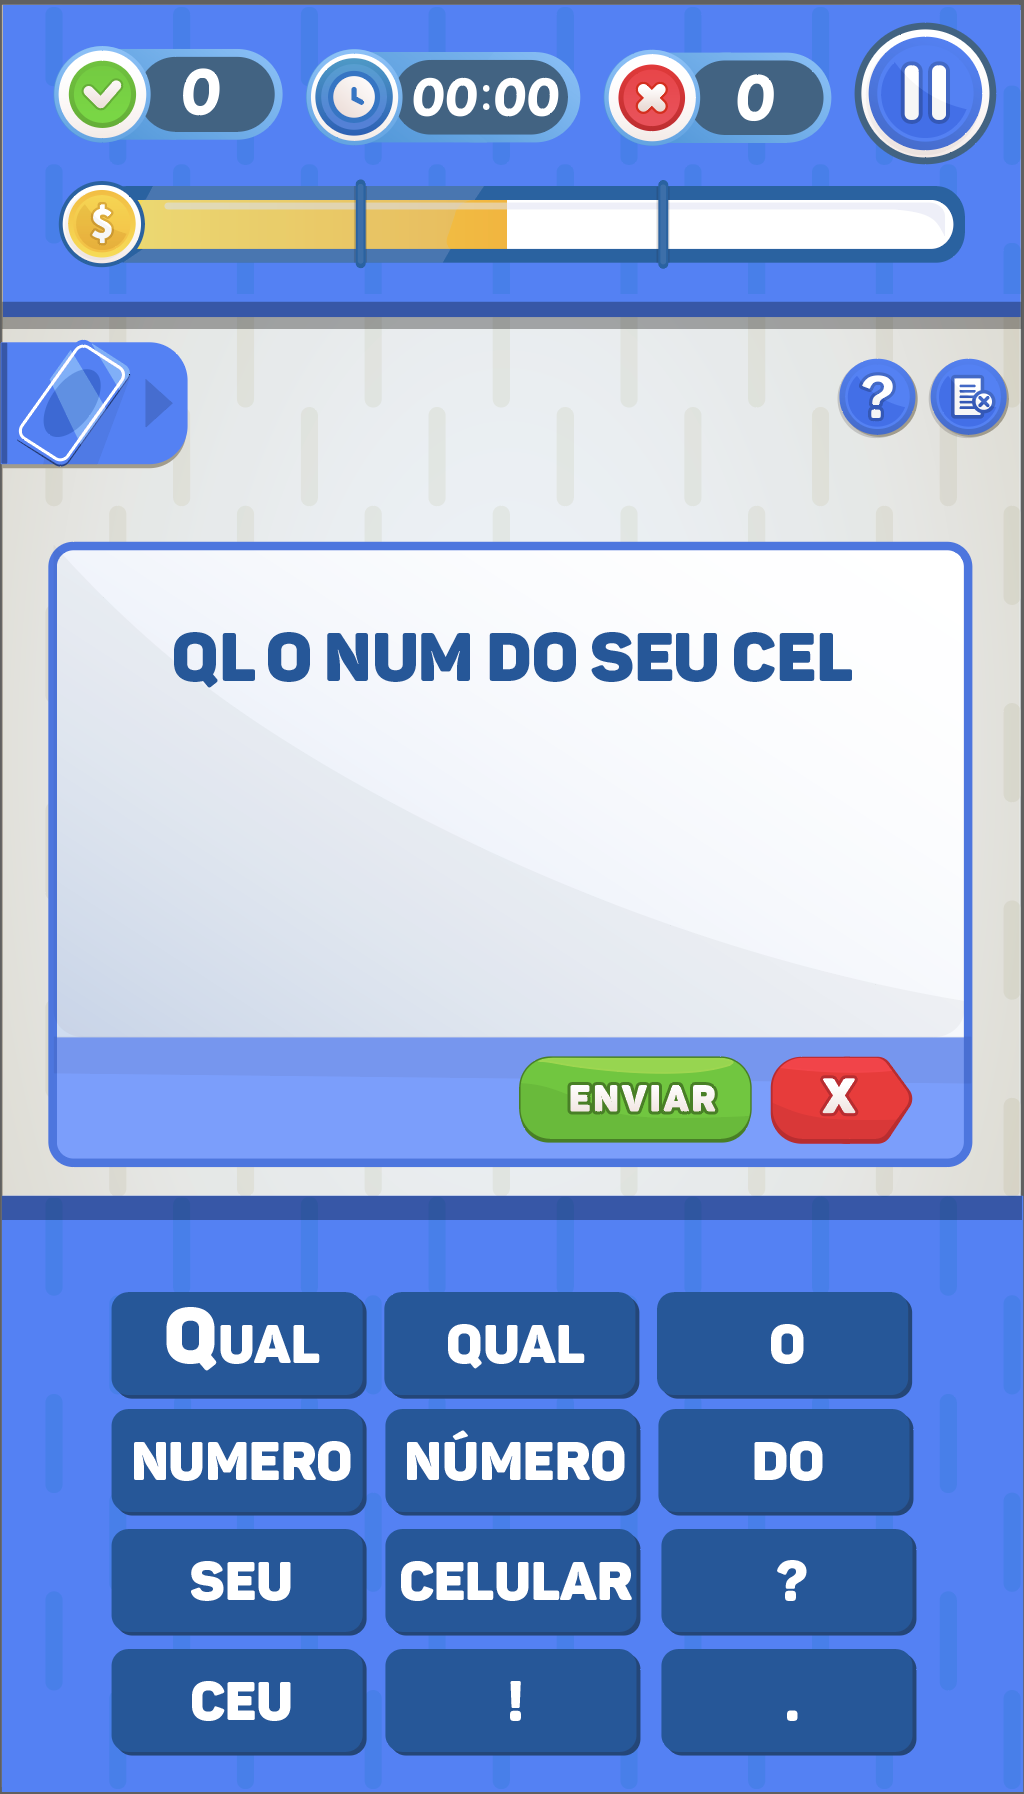 0 00:00 0
$
?
QL O NUM DO SEU CEL
ENVIAR X
QUAL QUAL O
NUMERO NÚMERO DO
SEU CELULAR ?
CEU ! .